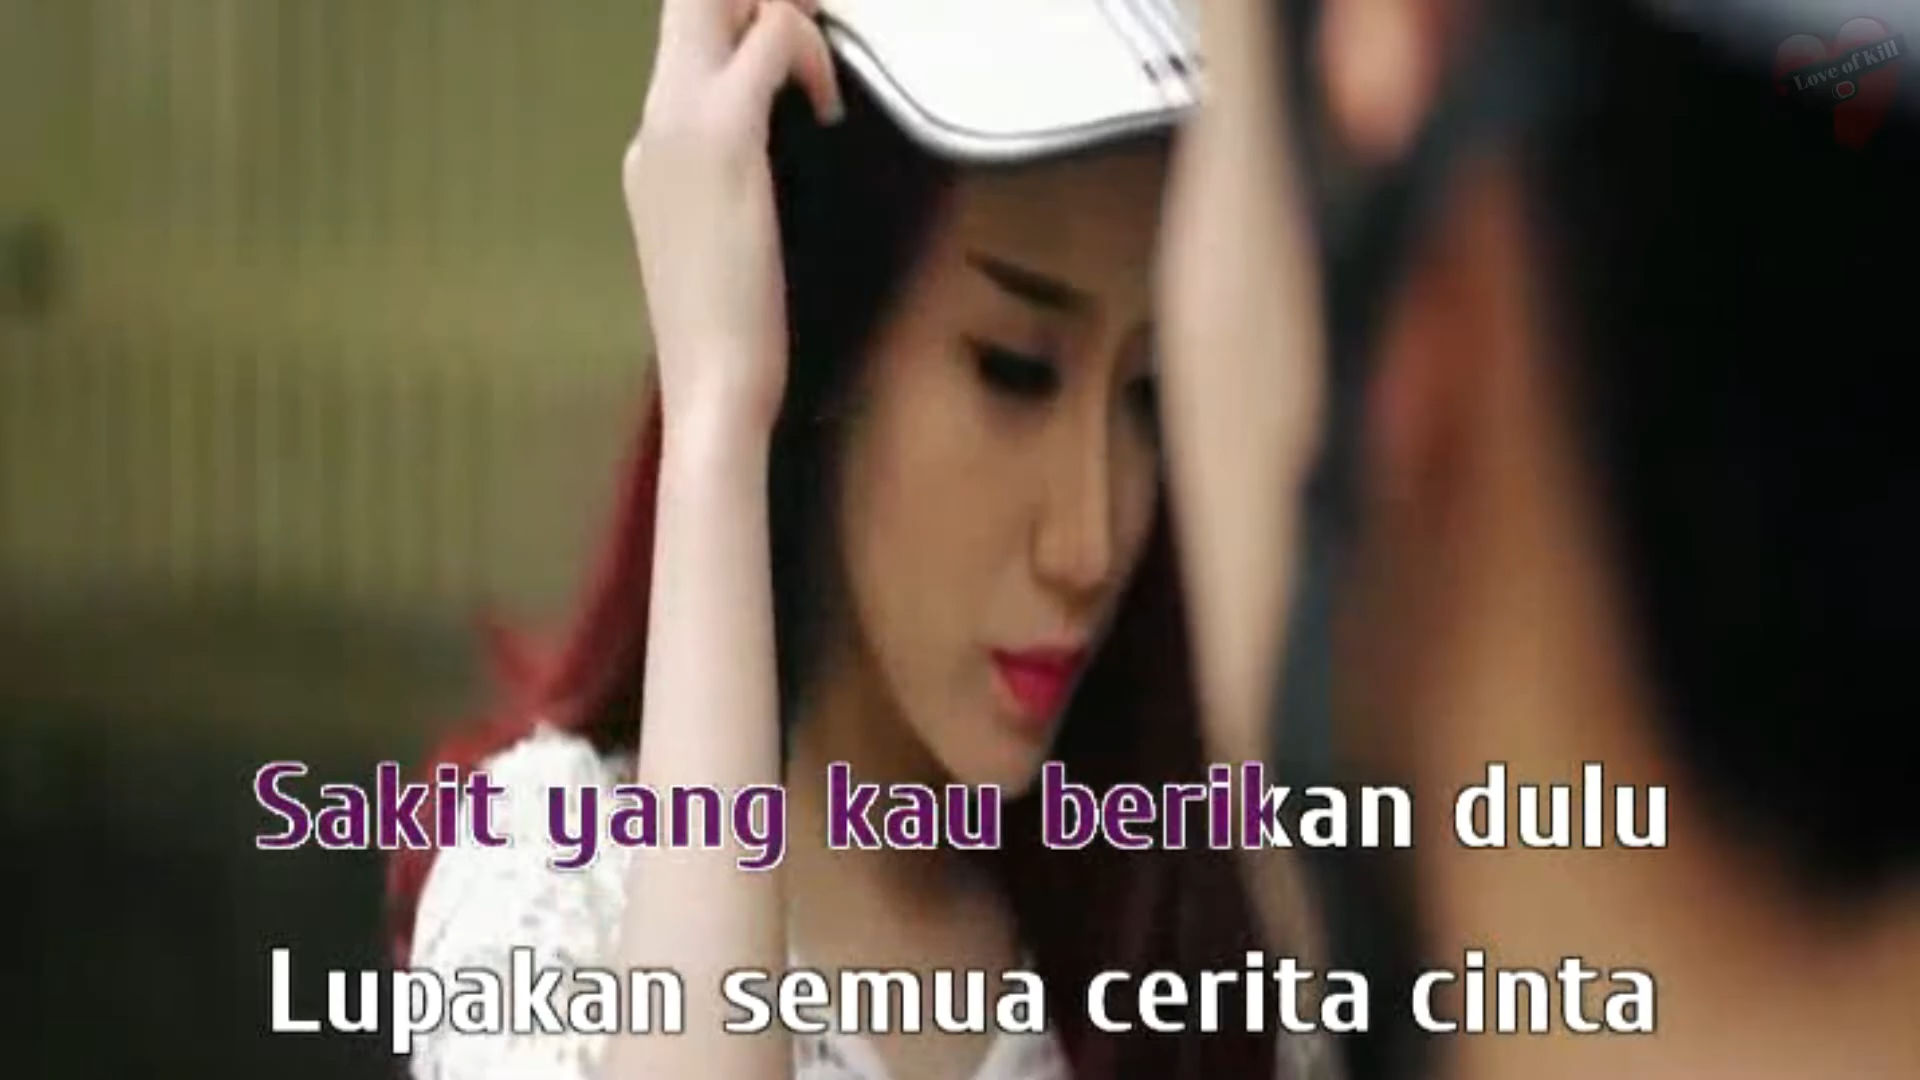 Love of Kill
Sakit yang kau berikan dulu
Lupakan semua cerita cinta